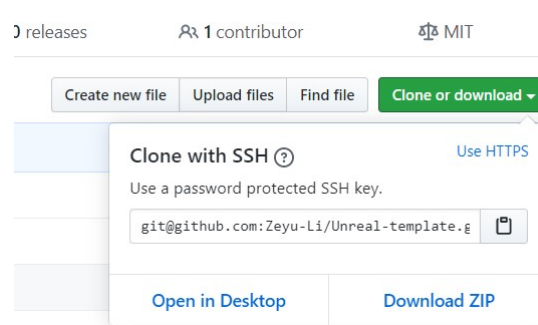 0 releases 1 contributor MIT
Create new file Upload files Find file Clone or download
Clone with SSH ? Use HTTPS
Use a password protected SSH key.
git@github.com:Zeyu-Li/Unreal-template.g
Open in Desktop Download ZIP